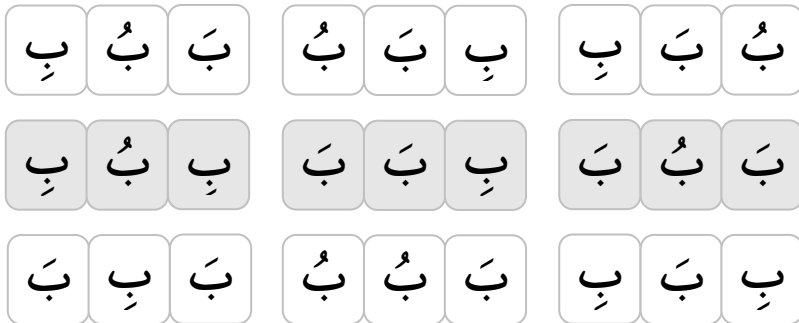 بُ بَ بِ بِ بَ بُ بَ بُ بِ
بَ بُ بَ بِ بَ بَ بِ بُ بِ
بِ بَ بِ بَ بُ بُ بَ بِ بَ